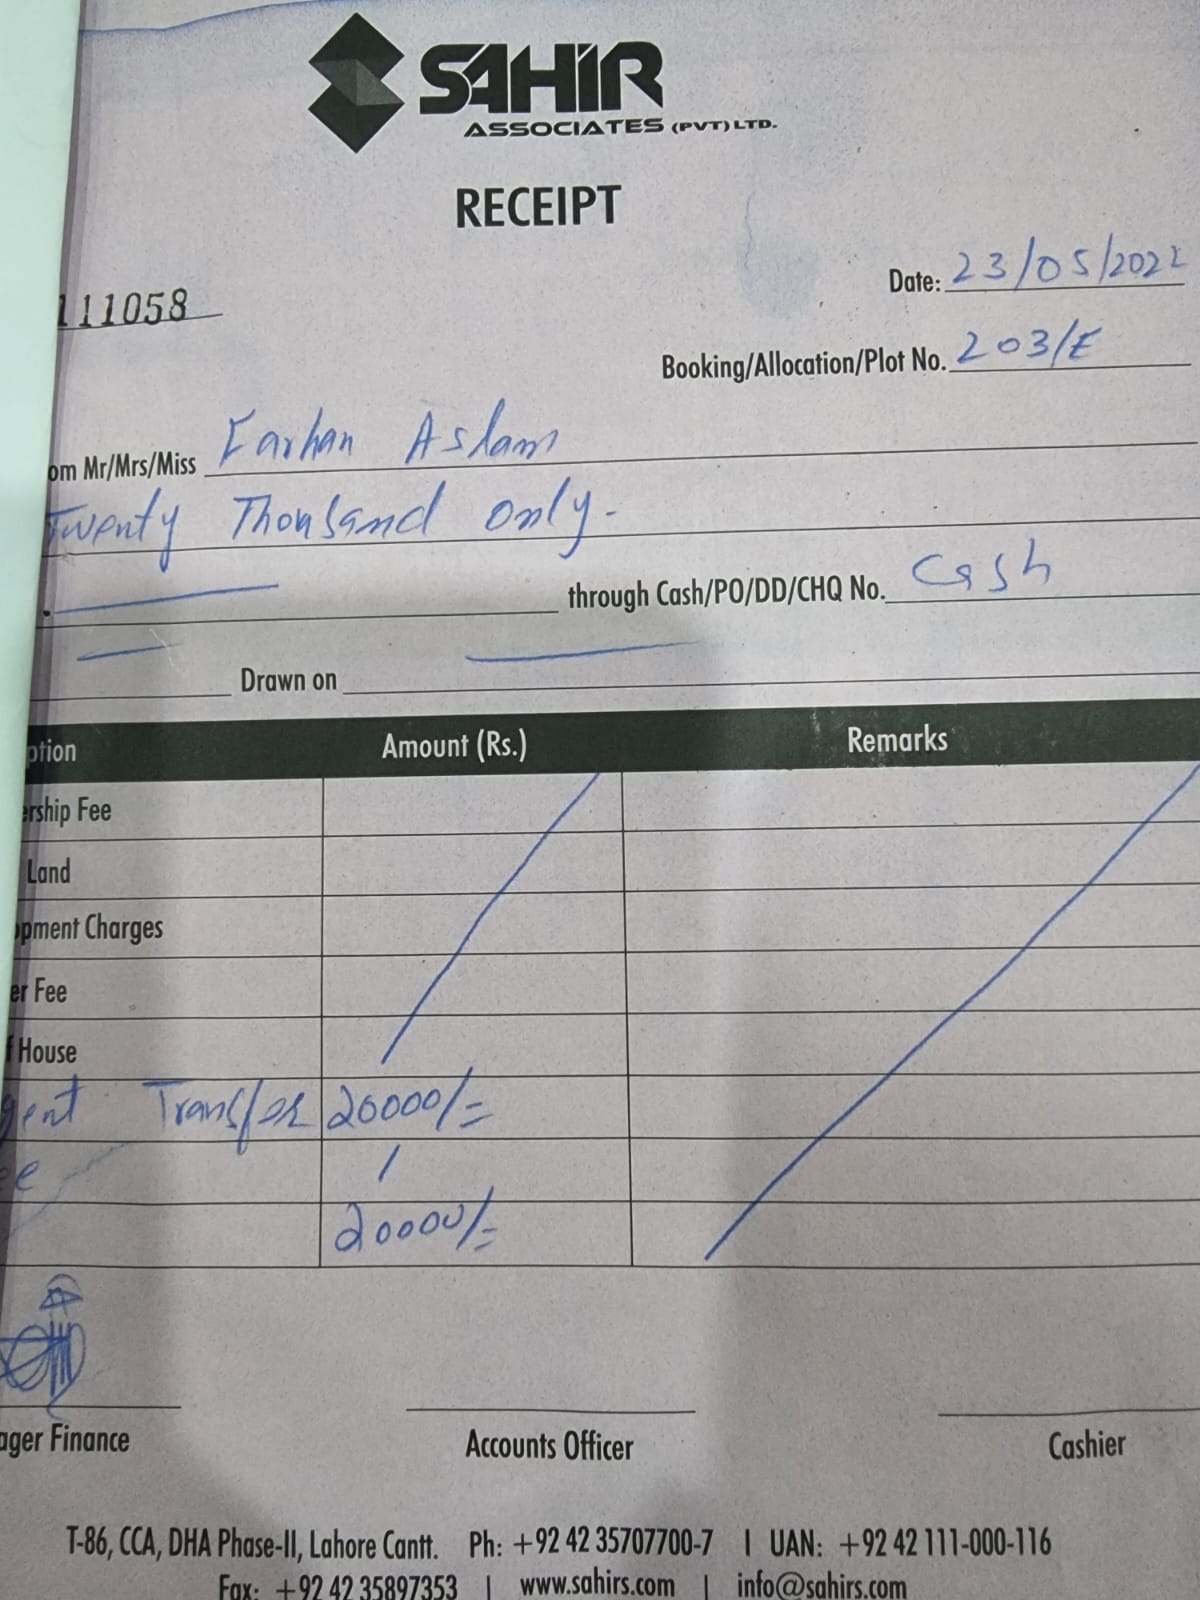 SAHIR
ASSOCIATES (PVT) LTD.
RECEIPT
Date: 23/05/2022
111058
Booking/Allocation/Plot No. 203/E
om Mr/Mrs/Miss Farhan Aslam
Twenty Thousand only-
through Cash/PO/DD/CHQ No. Cash
Drawn on
ption Amount (Rs.) Remarks
ership Fee
Land
opment Charges
er Fee
f House
gent Transfer 20000/=
ee
20000/=
ager Finance Accounts Officer Cashier
T-86, CCA, DHA Phase-II, Lahore Cantt. Ph: +92 42 35707700-7 | UAN: +92 42 111-000-116
Fax: +92 42 35897353 | www.sahirs.com | info@sahirs.com